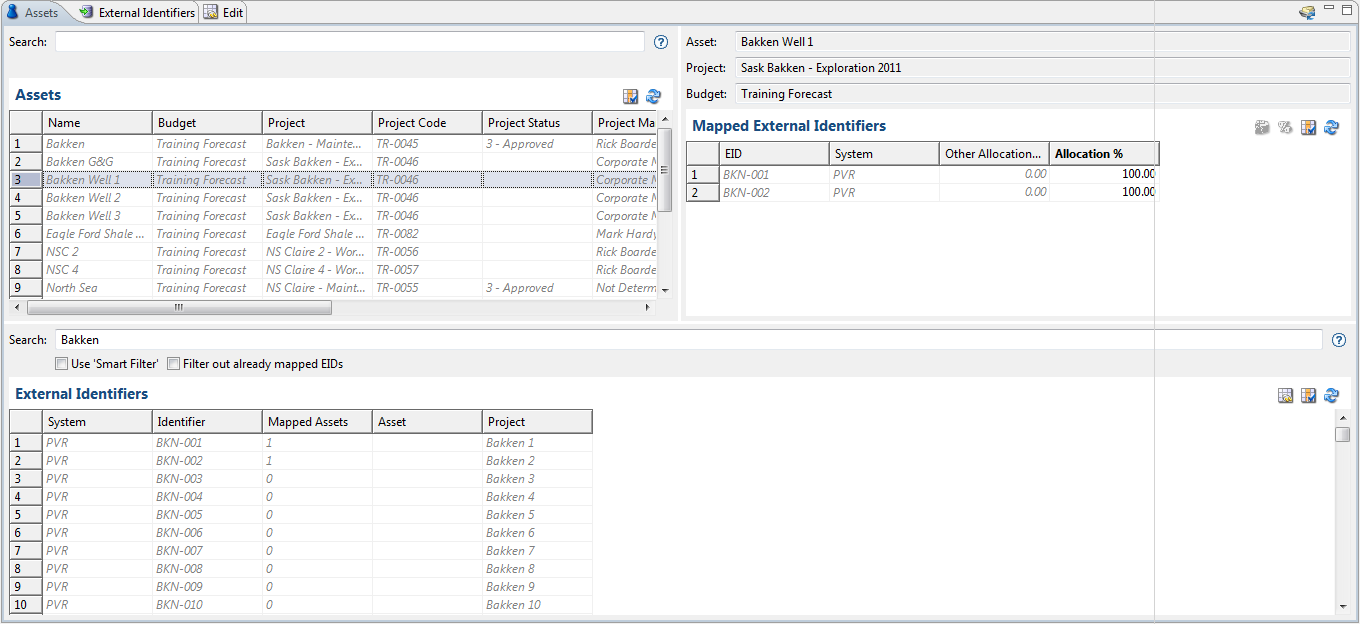 Assets External Identifiers Edit
Search:
Assets
Name Budget Project Project Code Project Status Project Ma
1 Bakken Training Forecast Bakken - Mainte... TR-0045 3 - Approved Rick Boarde
2 Bakken G&G Training Forecast Sask Bakken - Ex... TR-0046 Corporate M
3 Bakken Well 1 Training Forecast Sask Bakken - Ex... TR-0046 Corporate M
4 Bakken Well 2 Training Forecast Sask Bakken - Ex... TR-0046 Corporate M
5 Bakken Well 3 Training Forecast Sask Bakken - Ex... TR-0046 Corporate M
6 Eagle Ford Shale ... Training Forecast Eagle Ford Shale ... TR-0082 Mark Hardy
7 NSC 2 Training Forecast NS Claire 2 - Wor... TR-0056 Rick Boarde
8 NSC 4 Training Forecast NS Claire 4 - Wor... TR-0057 Rick Boarde
9 North Sea Training Forecast NS Claire - Maint... TR-0055 3 - Approved Not Determ
Asset: Bakken Well 1
Project: Sask Bakken - Exploration 2011
Budget: Training Forecast
Mapped External Identifiers
EID System Other Allocation... Allocation %
1 BKN-001 PVR 0.00 100.00
2 BKN-002 PVR 0.00 100.00
Search: Bakken
Use 'Smart Filter' Filter out already mapped EIDs
External Identifiers
System Identifier Mapped Assets Asset Project
1 PVR BKN-001 1 Bakken 1
2 PVR BKN-002 1 Bakken 2
3 PVR BKN-003 0 Bakken 3
4 PVR BKN-004 0 Bakken 4
5 PVR BKN-005 0 Bakken 5
6 PVR BKN-006 0 Bakken 6
7 PVR BKN-007 0 Bakken 7
8 PVR BKN-008 0 Bakken 8
9 PVR BKN-009 0 Bakken 9
10 PVR BKN-010 0 Bakken 10